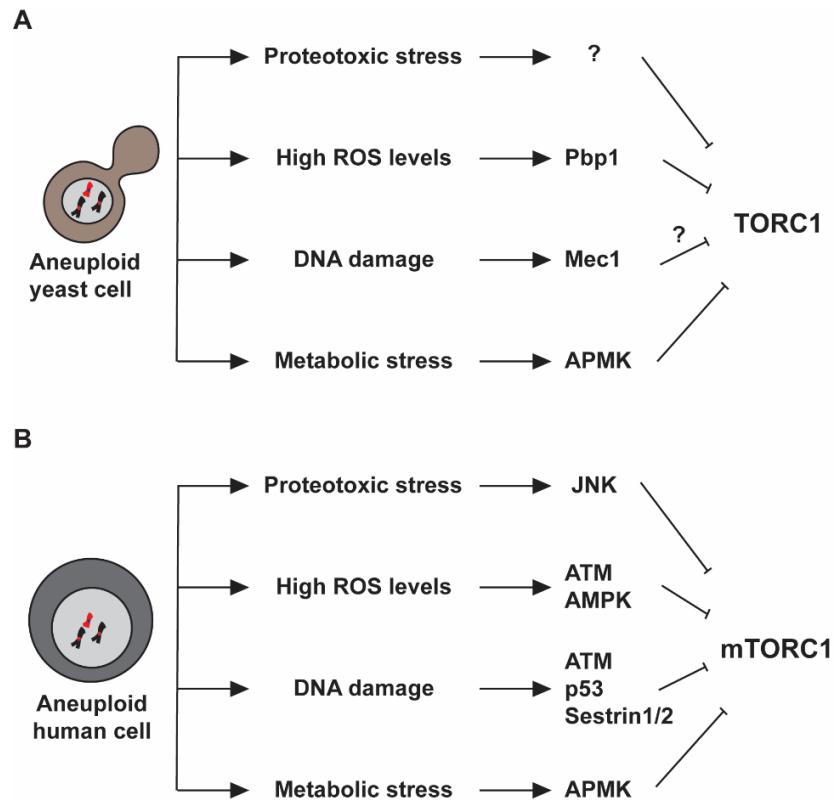 A
Proteotoxic stress
?
High ROS levels
Pbp1
TORC1
?
Aneuploid
yeast cell
DNA damage
Mec1
Metabolic stress
APMK
B
Proteotoxic stress
JNK
High ROS levels
ATM
AMPK
mTORC1
Aneuploid
human cell
DNA damage
ATM
p53
Sestrin1/2
Metabolic stress
APMK